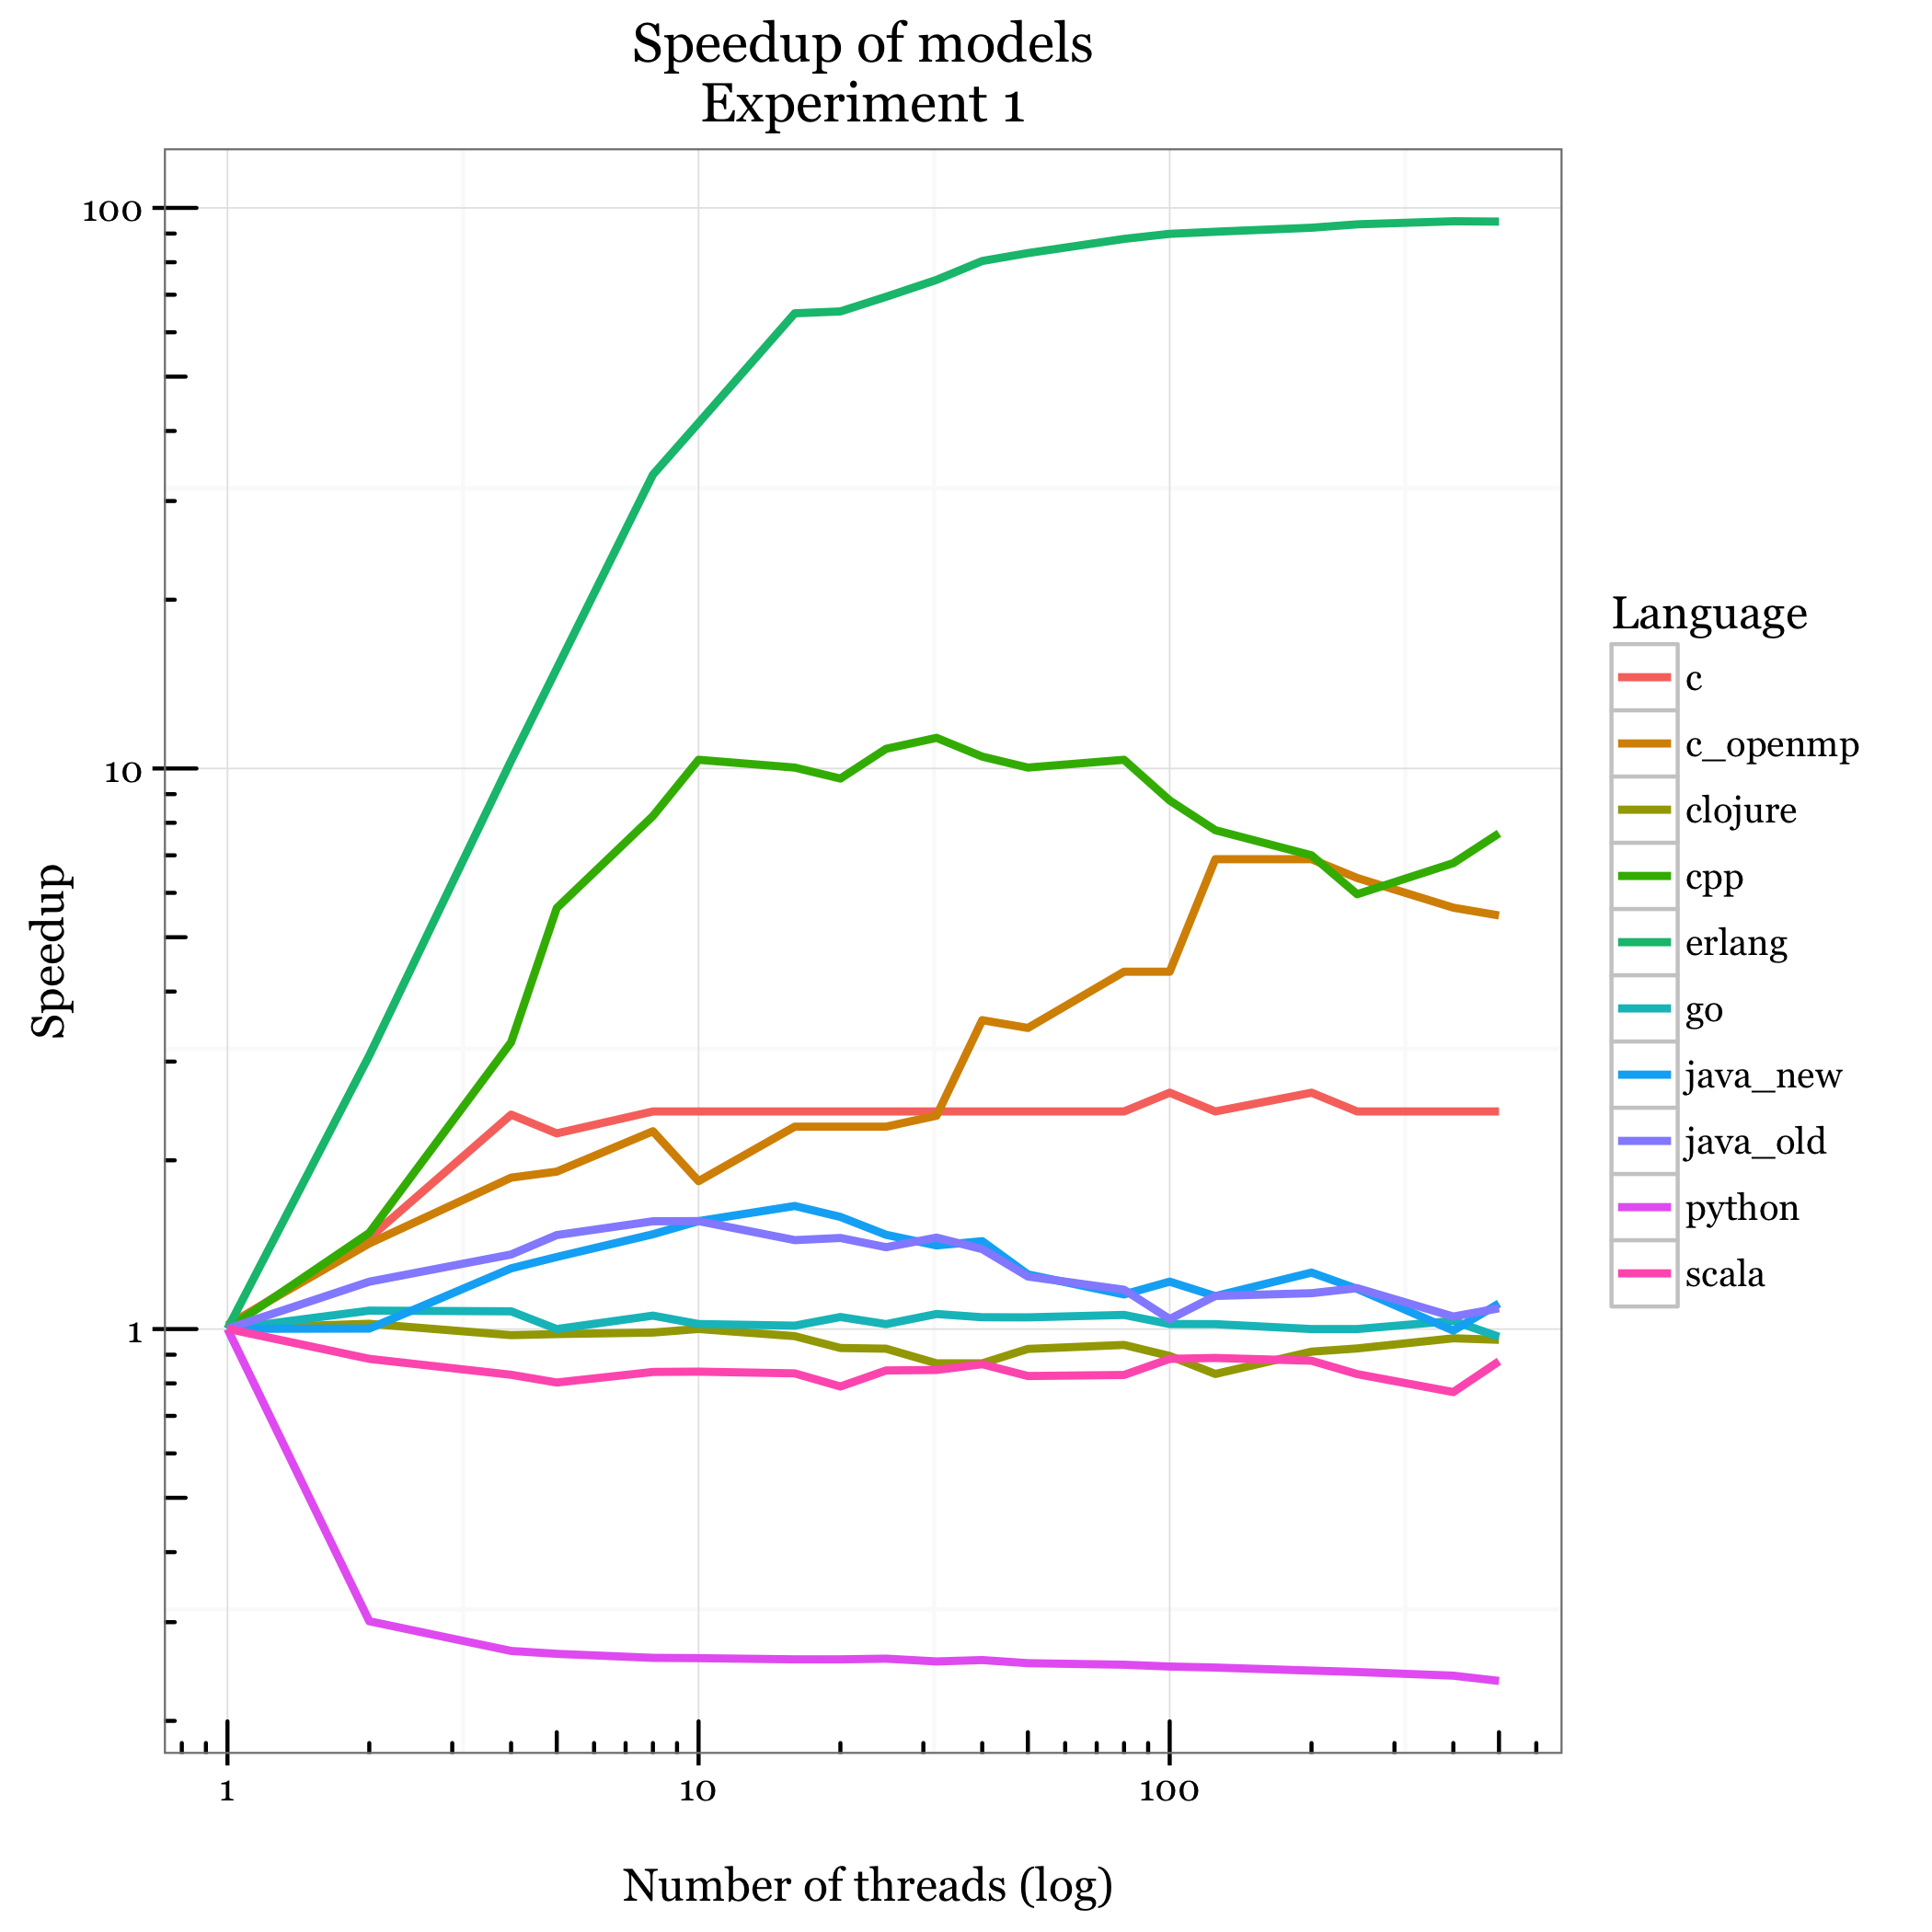 Speedup of models
Experiment 1
100
10
1
Speedup
1 10 100
Number of threads (log)
Language
c
c_openmp
clojure
cpp
erlang
go
java_new
java_old
python
scala